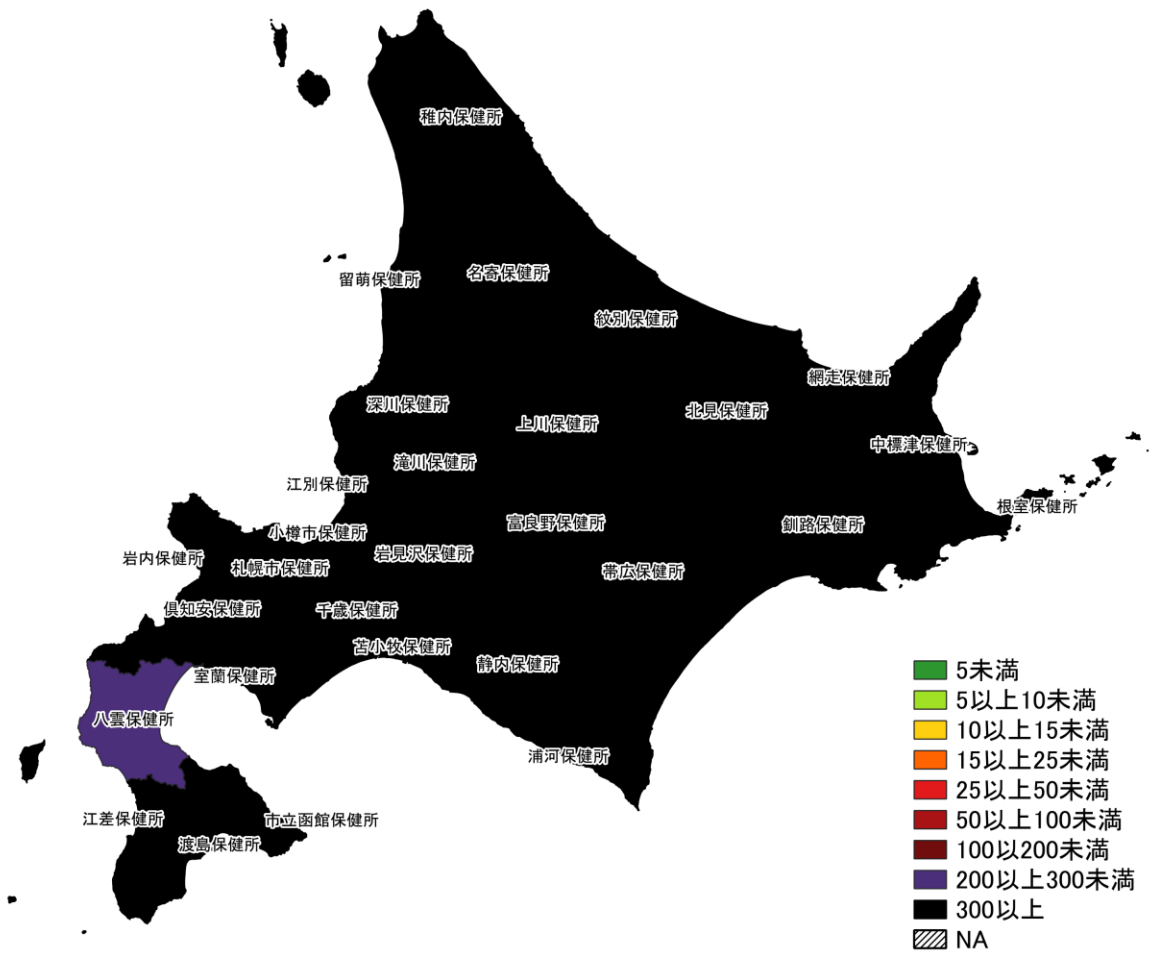 稚内保健所
名寄保健所
留萌保健所
紋別保健所
網走保健所
深川保健所
北見保健所
上川保健所
中標津保健所
滝川保健所
江別保健所
根室保健所
富良野保健所
釧路保健所
小樽市保健所
岩見沢保健所
岩内保健所
札幌市保健所
帯広保健所
倶知安保健所
千歳保健所
苫小牧保健所
静内保健所
室蘭保健所
八雲保健所
浦河保健所
江差保健所
市立函館保健所
渡島保健所
5未満
5以上10未満
10以上15未満
15以上25未満
25以上50未満
50以上100未満
100以200未満
200以上300未満
300以上
NA